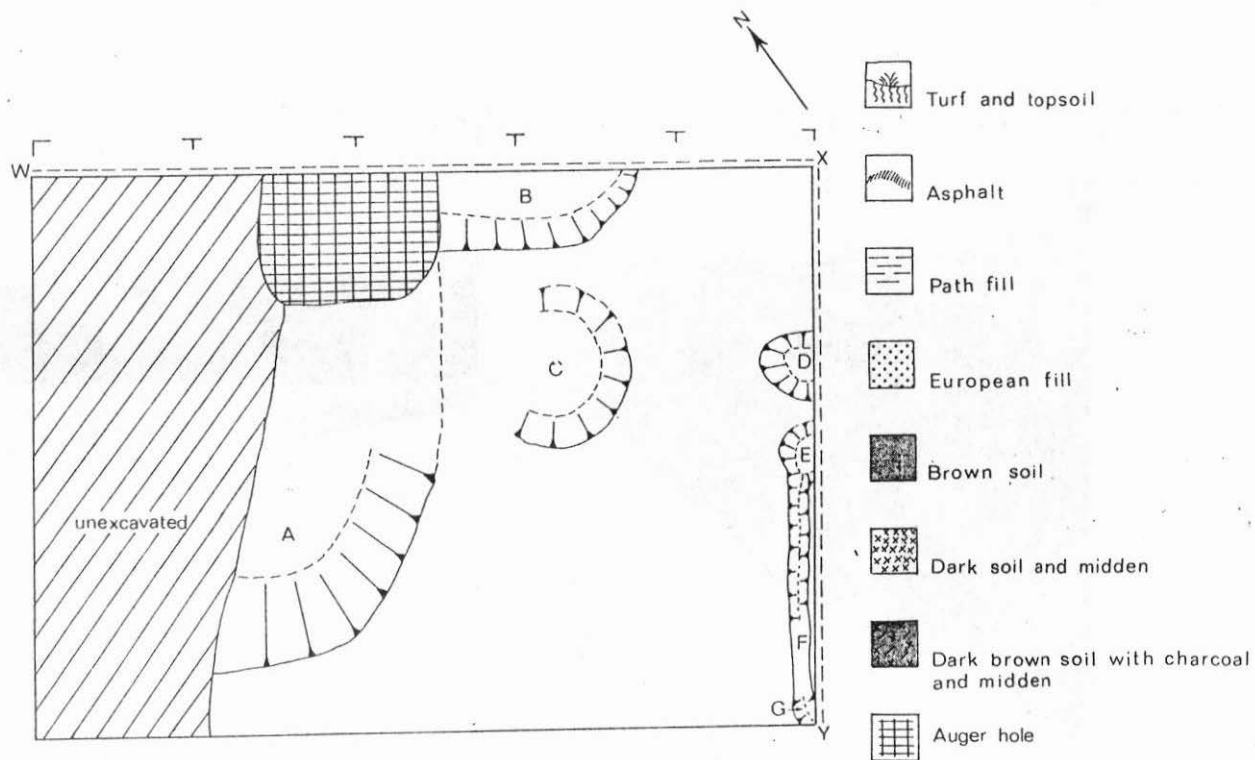 N
W
X
B
C
D
E
unexcavated
A
F
G
Y
Turf and topsoil
Asphalt
Path fill
European fill
Brown soil
Dark soil and midden
Dark brown soil with charcoal
and midden
Auger hole